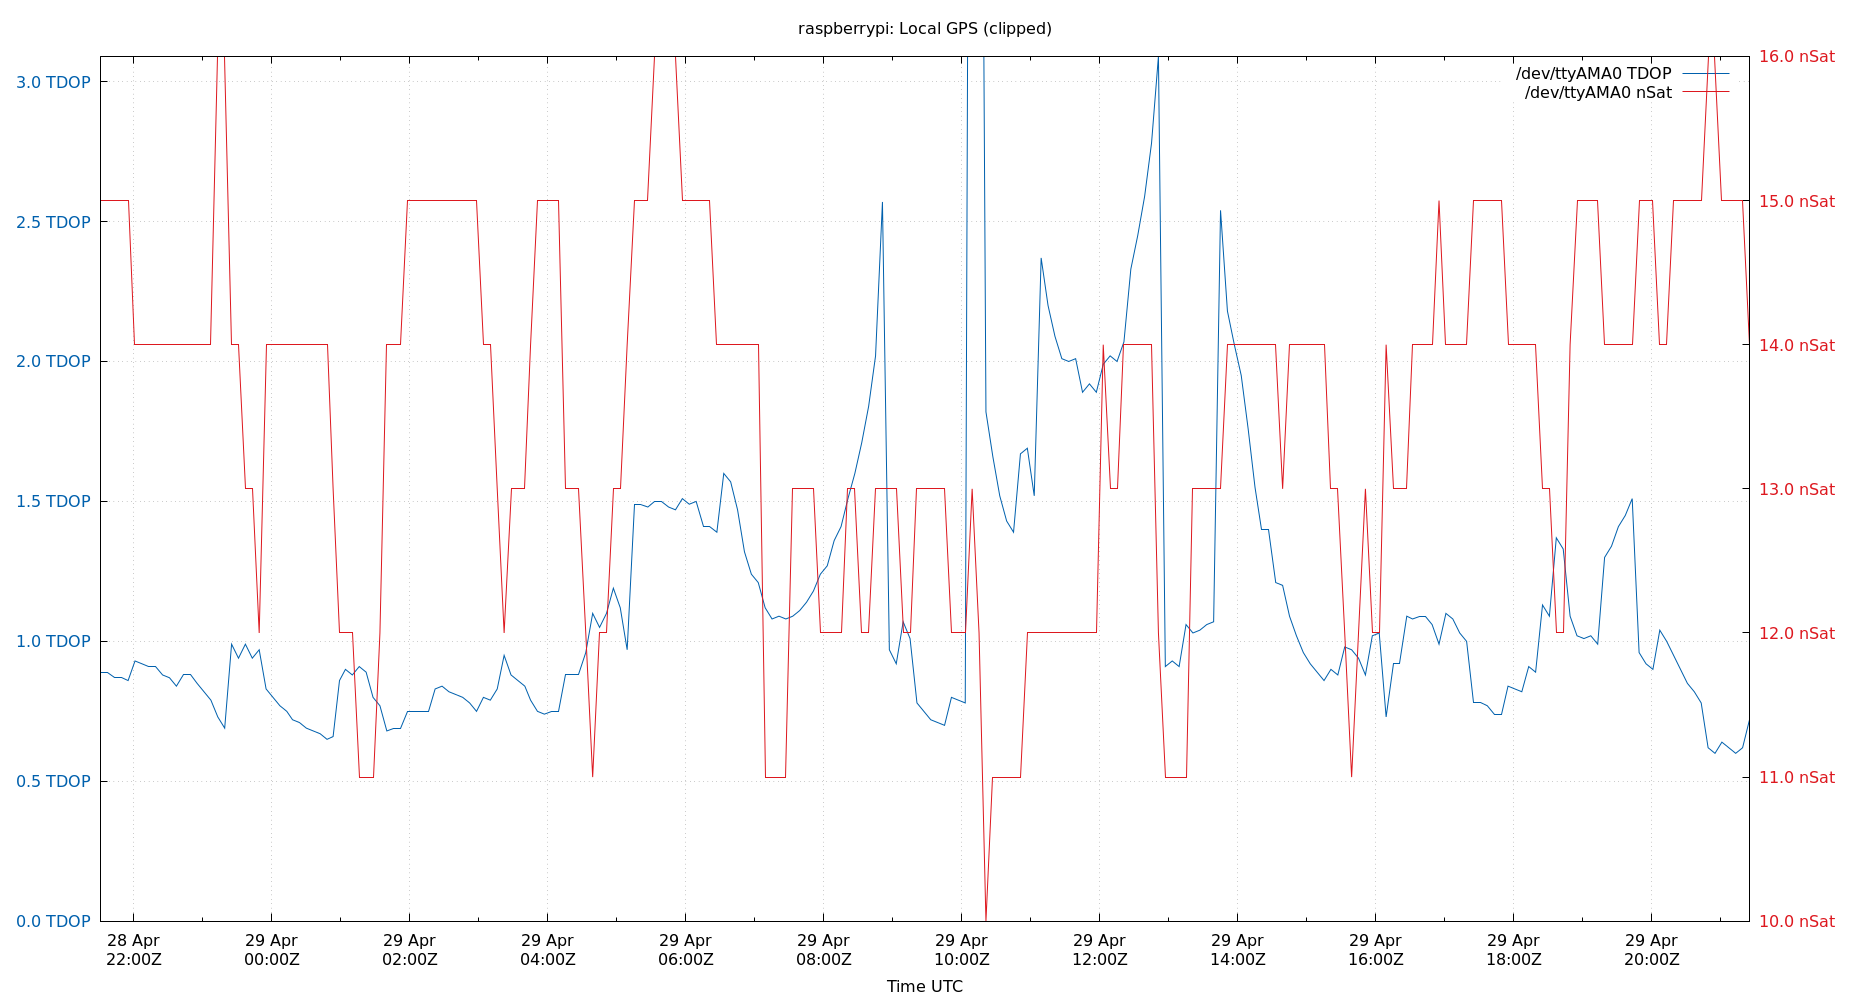 raspberrypi: Local GPS (clipped)
/dev/ttyAMA0 TDOP
/dev/ttyAMA0 nSat
3.0 TDOP
2.5 TDOP
2.0 TDOP
1.5 TDOP
1.0 TDOP
0.5 TDOP
0.0 TDOP
16.0 nSat
15.0 nSat
14.0 nSat
13.0 nSat
12.0 nSat
11.0 nSat
10.0 nSat
28 Apr
22:00Z
29 Apr
00:00Z
29 Apr
02:00Z
29 Apr
04:00Z
29 Apr
06:00Z
29 Apr
08:00Z
29 Apr
10:00Z
29 Apr
12:00Z
29 Apr
14:00Z
29 Apr
16:00Z
29 Apr
18:00Z
29 Apr
20:00Z
Time UTC